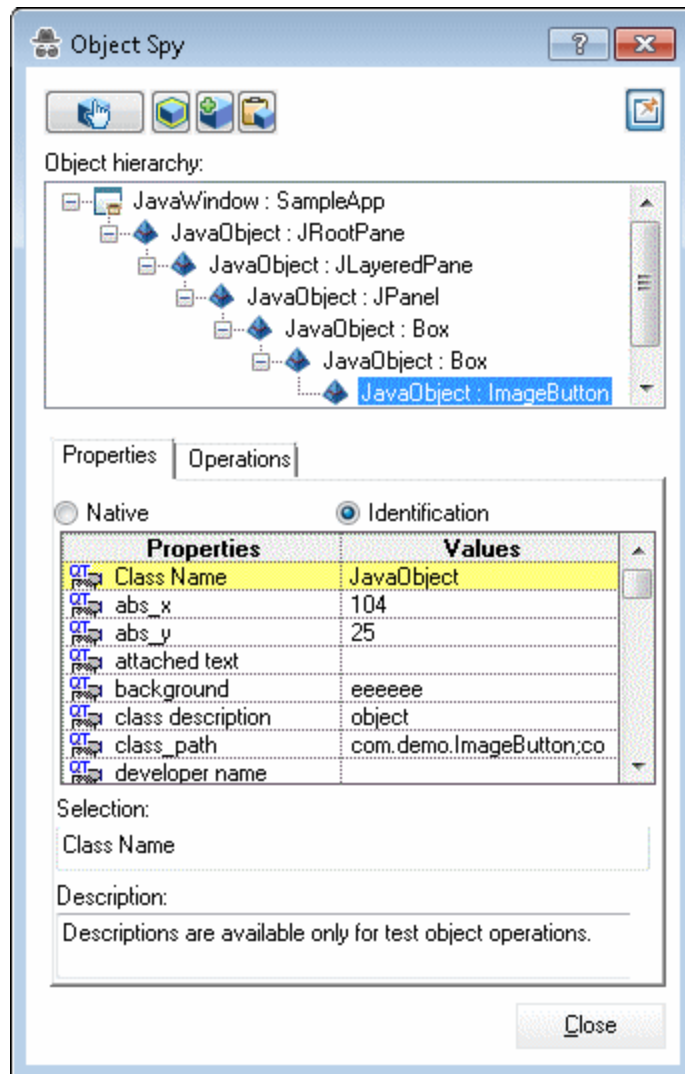 Object Spy
Object hierarchy:
JavaWindow : SampleApp
JavaObject : JRootPane
JavaObject : JLayeredPane
JavaObject : JPanel
JavaObject : Box
JavaObject : Box
JavaObject : ImageButton
Properties Operations
Native Identification
Properties Values
Class Name JavaObject
abs_x 104
abs_y 25
attached text
background eeeeee
class description object
class_path com.demo.ImageButton;co
developer name
Selection:
Class Name
Description:
Descriptions are available only for test object operations.
Close